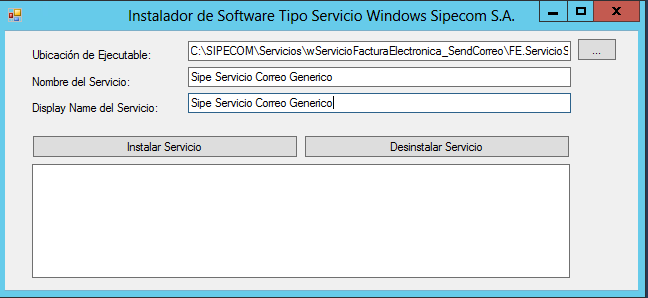 Instalador de Software Tipo Servicio Windows Sipecom S.A.
Ubicación de Ejecutable: C:\SIPECOM\Servicios\wServicioFacturaElectronica_SendCorreo\FE.ServicioS ...
Nombre del Servicio: Sipe Servicio Correo Generico
Display Name del Servicio: Sipe Servicio Correo Generico
Instalar Servicio Desinstalar Servicio